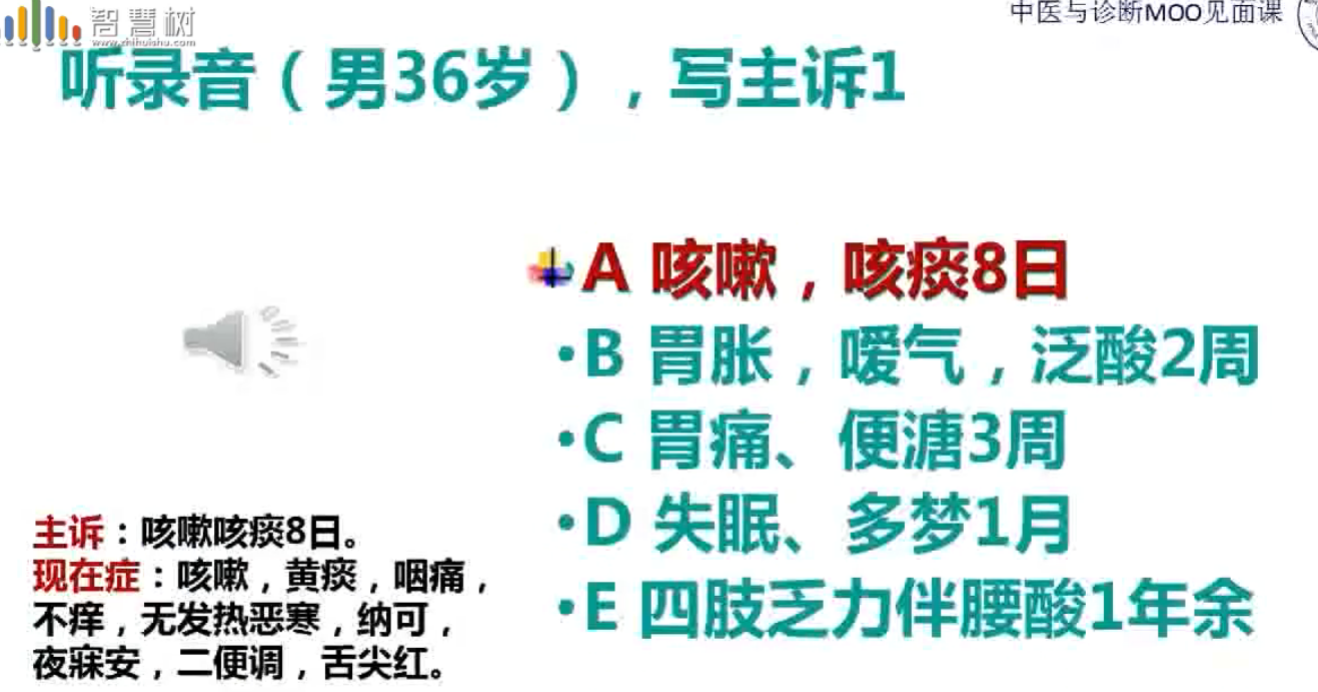 智慧树
www.zhihuishu.com
中医与诊断MOO见面课
听录音（男36岁），写主诉1
A 咳嗽，咳痰8日
•B 胃胀，嗳气，泛酸2周
•C 胃痛、便溏3周
•D 失眠、多梦1月
•E 四肢乏力伴腰酸1年余
主诉：咳嗽咳痰8日。
现在症：咳嗽，黄痰，咽痛，
不痒，无发热恶寒，纳可，
夜寐安，二便调，舌尖红。